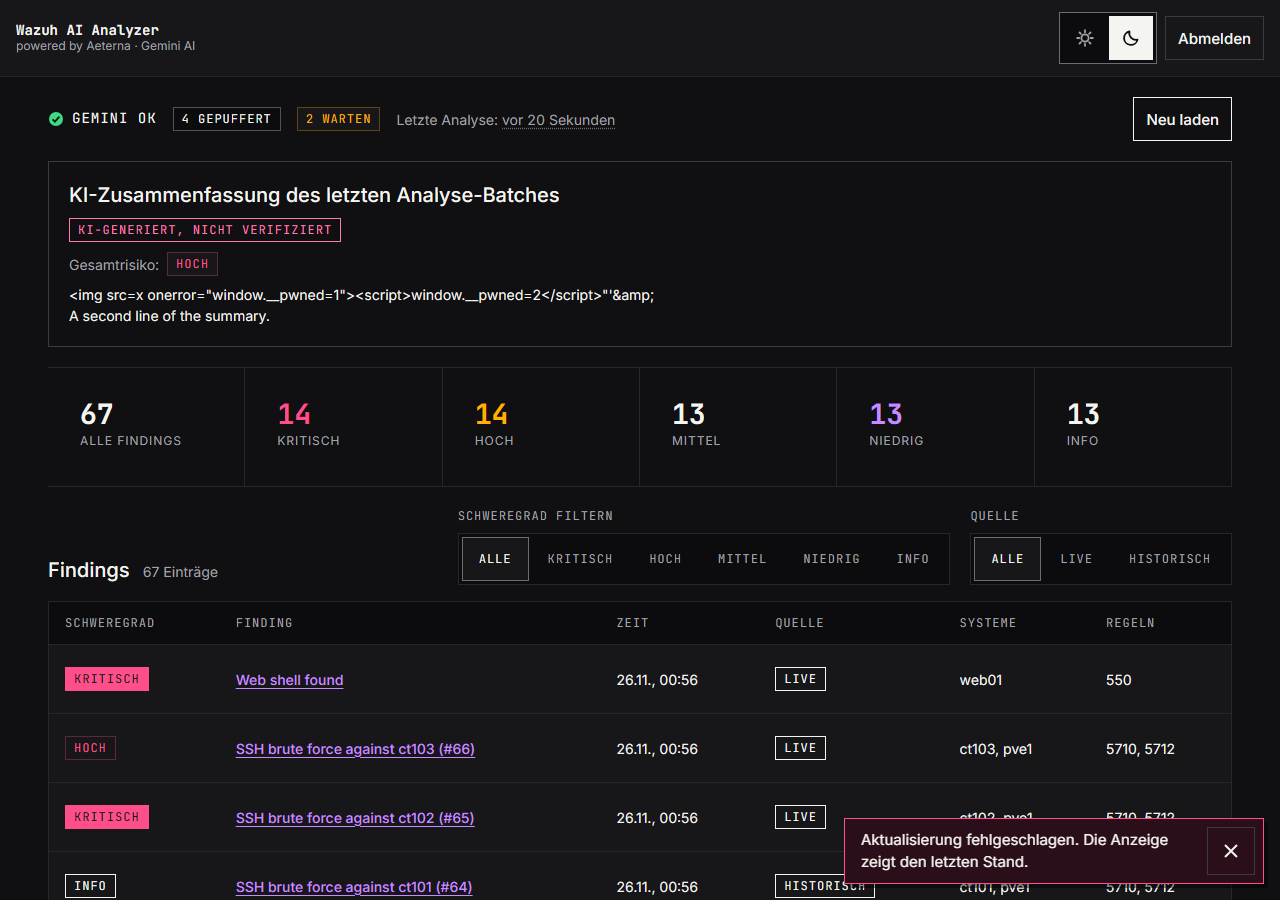 Wazuh AI Analyzer
powered by Aeterna · Gemini AI
Abmelden
GEMINI OK
4 GEPUFFERT
2 WARTEN
Letzte Analyse: vor 20 Sekunden
Neu laden
KI-Zusammenfassung des letzten Analyse-Batches
KI-GENERIERT, NICHT VERIFIZIERT
Gesamtrisiko: HOCH
<img src=x onerror="window.__pwned=1"><script>window.__pwned=2</script>"'&amp;
A second line of the summary.
67
ALLE FINDINGS
14
KRITISCH
14
HOCH
13
MITTEL
13
NIEDRIG
13
INFO
Findings 67 Einträge
SCHWEREGRAD FILTERN
ALLE KRITISCH HOCH MITTEL NIEDRIG INFO
QUELLE
ALLE LIVE HISTORISCH
SCHWEREGRAD FINDING ZEIT QUELLE SYSTEME REGELN
KRITISCH Web shell found 26.11., 00:56 LIVE web01 550
HOCH SSH brute force against ct103 (#66) 26.11., 00:56 LIVE ct103, pve1 5710, 5712
KRITISCH SSH brute force against ct102 (#65) 26.11., 00:56 LIVE ct102, pve1 5710, 5712
INFO SSH brute force against ct101 (#64) 26.11., 00:56 HISTORISCH ct101, pve1 5710, 5712
Aktualisierung fehlgeschlagen. Die Anzeige
zeigt den letzten Stand.